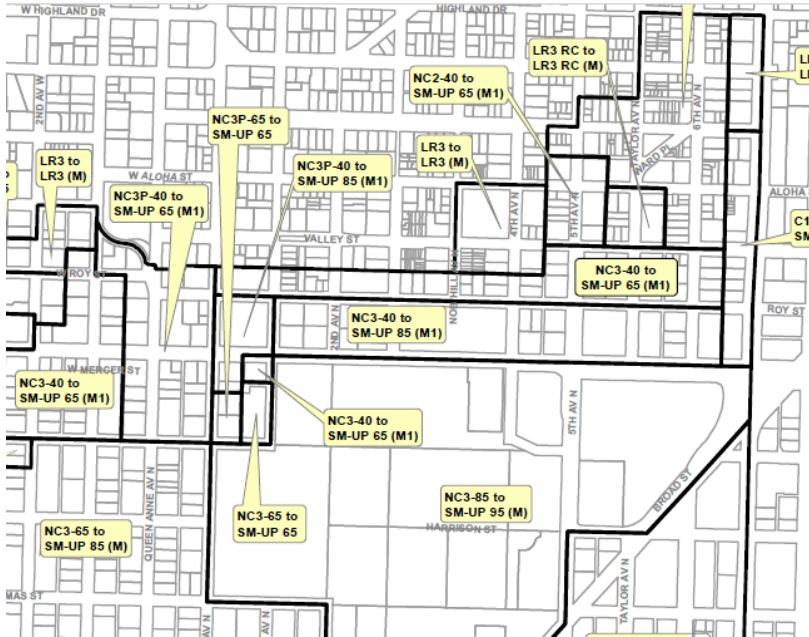 W HIGHLAND DR
HIGHLAND DR
2ND AV W
LR3 RC to
LR3 RC (M)
NC2-40 to
SM-UP 65 (M1)
NC3P-65 to
SM-UP 65
TAYLOR AV N
6TH AV N
WARD PL
LR3 to
LR3 (M)
LR3 to
LR3 (M)
NC3P-40 to
SM-UP 85 (M1)
W ALOHA ST
ALOHA
NC3P-40 to
SM-UP 65 (M1)
4TH AV N
5TH AV N
C1
SM
VALLEY ST
W ROY ST
NOB HILL AV N
NC3-40 to
SM-UP 65 (M1)
ROY ST
2ND AV N
NC3-40 to
SM-UP 85 (M1)
W MERCER ST
NC3-40 to
SM-UP 65 (M1)
NC3-40 to
SM-UP 65 (M1)
5TH AV N
BROAD ST
QUEEN ANNE AV N
NC3-85 to
SM-UP 95 (M)
NC3-65 to
SM-UP 65
HARRISON ST
NC3-65 to
SM-UP 85 (M)
TAYLOR AV N
MAS ST
AV N
AV N